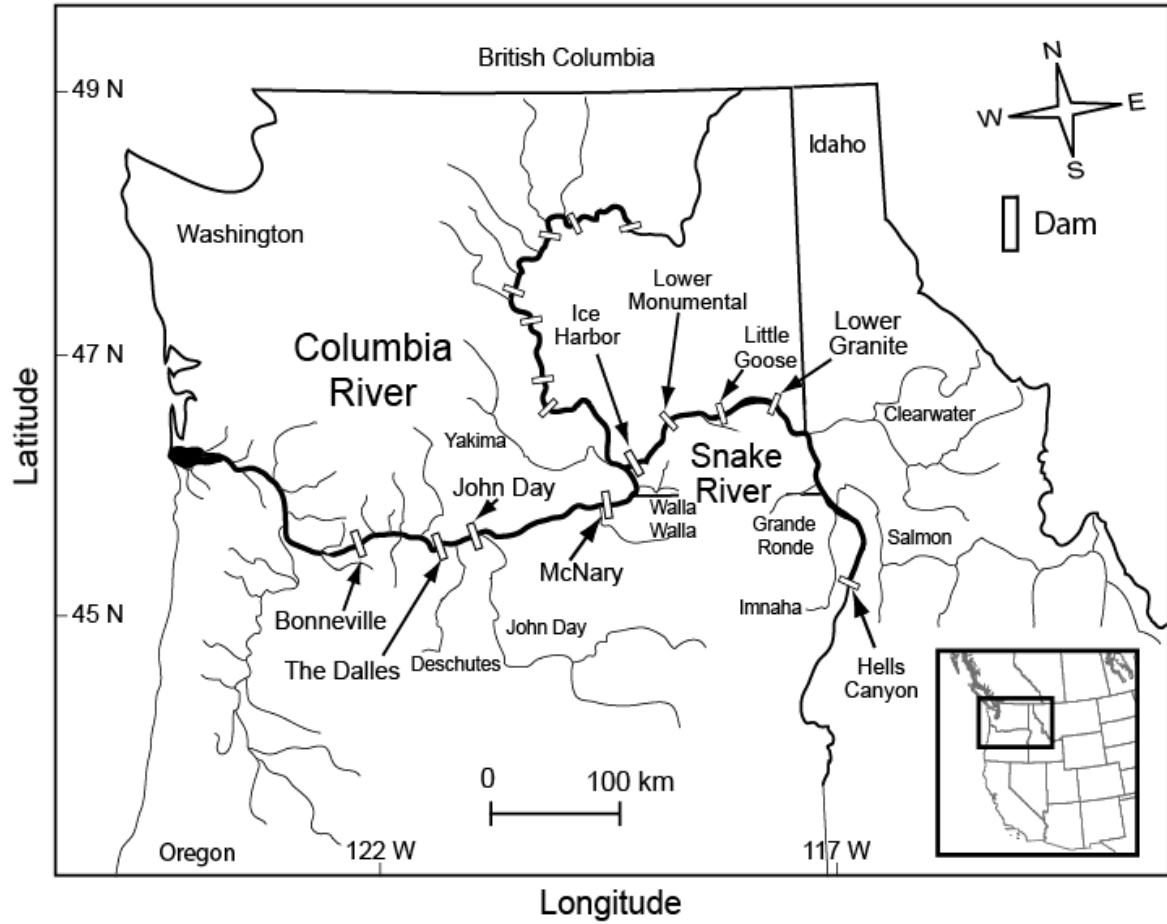 British Columbia
49 N
N
W
E
S
Idaho
Dam
Washington
Lower
Monumental
Ice
Harbor
Little
Goose
Lower
Granite
47 N
Columbia
River
Clearwater
Yakima
Snake
River
John Day
Walla
Walla
Grande
Ronde
Salmon
McNary
Imnaha
45 N
Bonneville
John Day
The Dalles
Deschutes
Hells
Canyon
0
100 km
Oregon
122 W
117 W
Latitude
Longitude